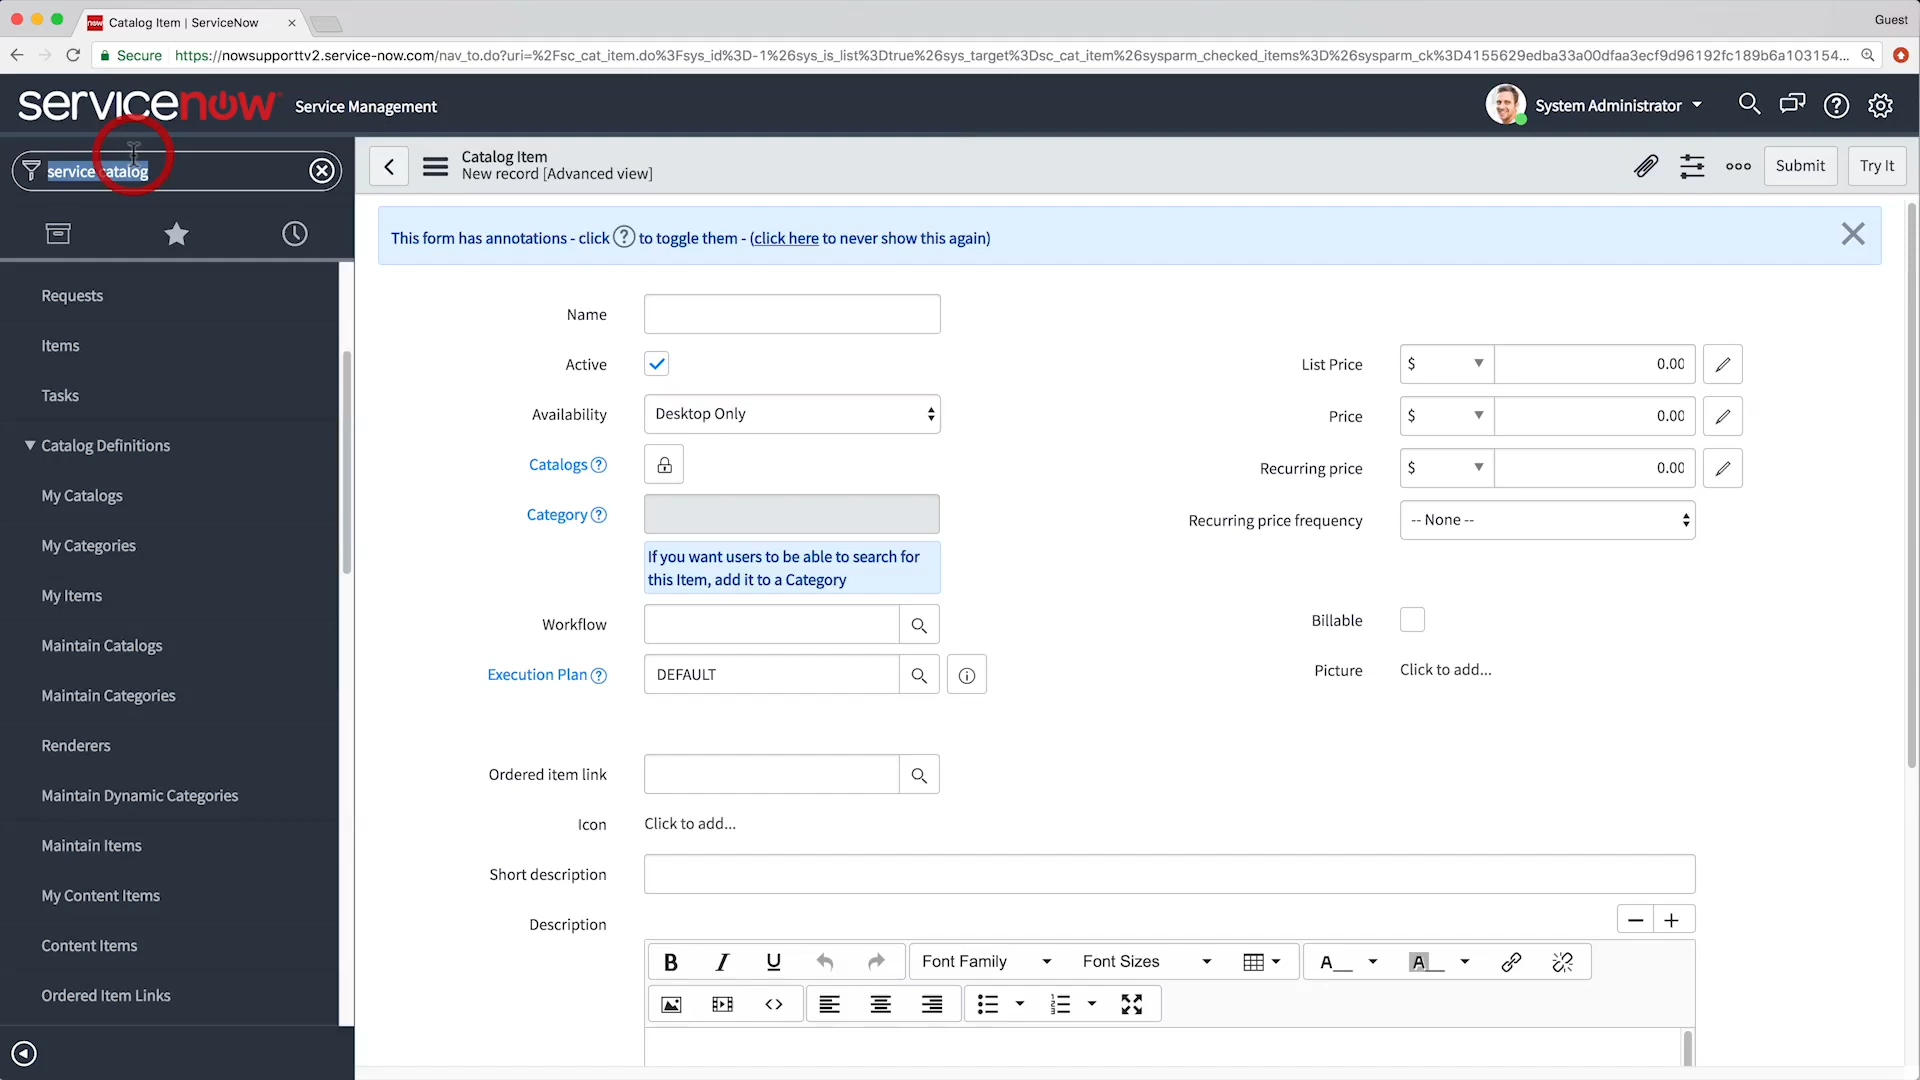 Catalog Item | ServiceNow
Guest
Secure
https://nowsupporttv2.service-now.com/nav_to.do?uri=%2Fsc_cat_item.do%3Fsys_id%3D-1%26sys_is_list%3Dtrue%26sys_target%3Dsc_cat_item%26sysparm_checked_items%3D%26sysparm_ck%3D4155629edba33a00dfaa3ecf9d96192fc189b6a103154...
servicenow Service Management
System Administrator
service catalog
Catalog Item
New record [Advanced view]
Submit
Try It
This form has annotations - click ? to toggle them - (click here to never show this again)
Requests
Items
Tasks
Catalog Definitions
My Catalogs
My Categories
My Items
Maintain Catalogs
Maintain Categories
Renderers
Maintain Dynamic Categories
Maintain Items
My Content Items
Content Items
Ordered Item Links
Name
Active
Availability
Desktop Only
Catalogs ?
Category ?
If you want users to be able to search for
this Item, add it to a Category
Workflow
Execution Plan ?
DEFAULT
Ordered item link
Icon
Click to add...
Short description
Description
List Price
$
0.00
Price
$
0.00
Recurring price
$
0.00
Recurring price frequency
-- None --
Billable
Picture
Click to add...
B I U Font Family Font Sizes A A